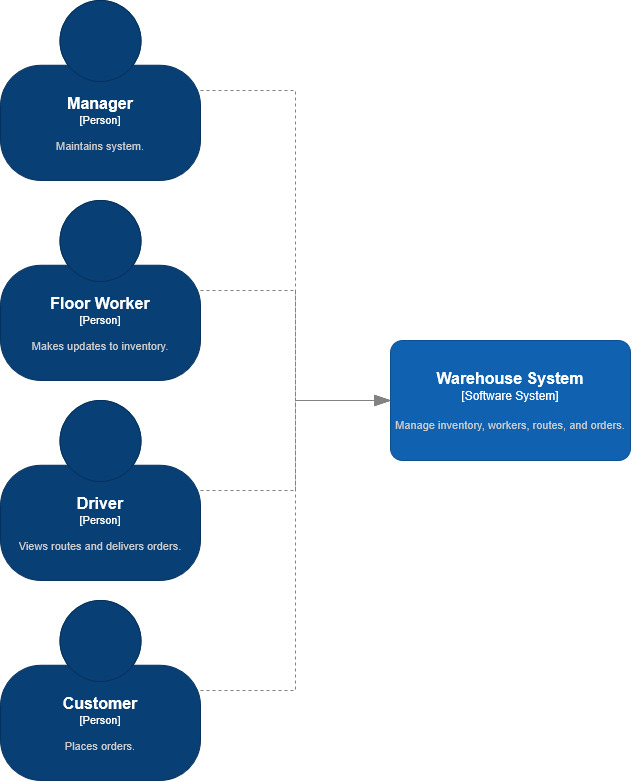 Manager
[Person]
Maintains system.
Floor Worker
[Person]
Makes updates to inventory.
Driver
[Person]
Views routes and delivers orders.
Customer
[Person]
Places orders.
Warehouse System
[Software System]
Manage inventory, workers, routes, and orders.